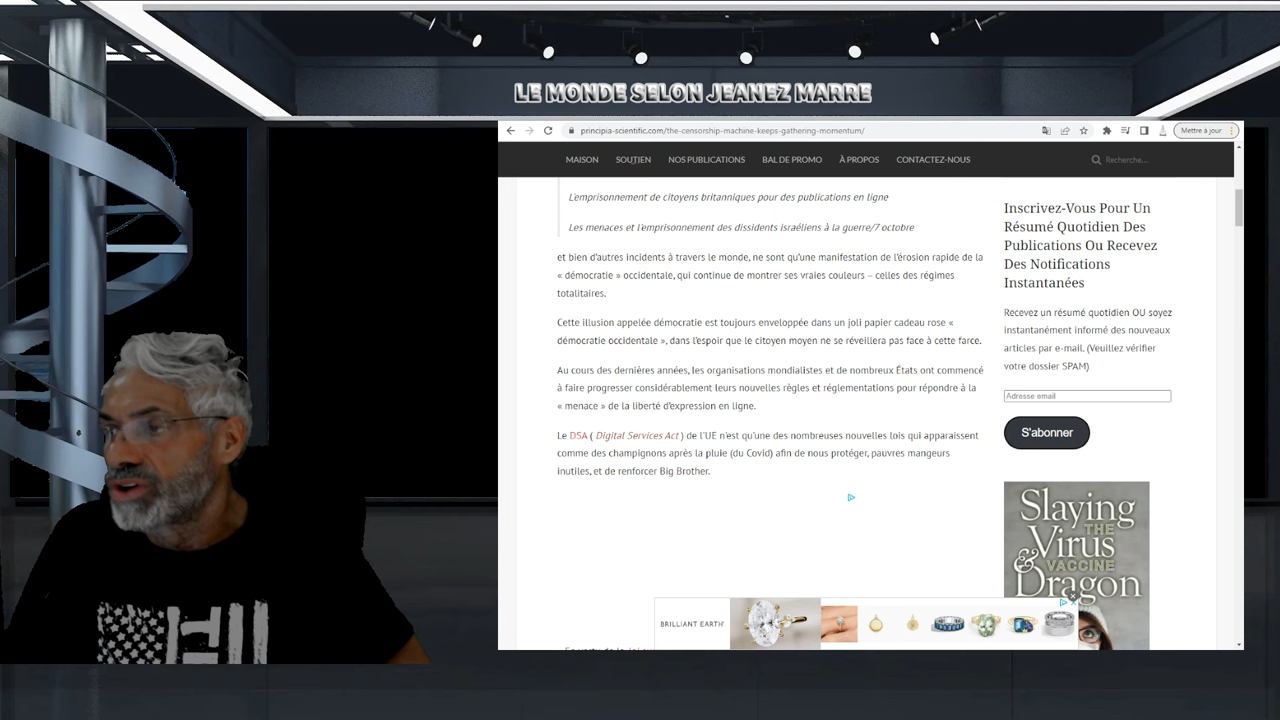 LE MONDE SELON JEANEZ MARRE
principia-scientific.com/the-censorship-machine-keeps-gathering-momentum/
Mettre à jour
MAISON SOUTIEN NOS PUBLICATIONS BAL DE PROMO À PROPOS CONTACTEZ-NOUS Recherche...
L'emprisonnement de citoyens britanniques pour des publications en ligne
Les menaces et l'emprisonnement des dissidents israéliens à la guerre/7 octobre
et bien d'autres incidents à travers le monde, ne sont qu'une manifestation de l'érosion rapide de la
« démocratie » occidentale, qui continue de montrer ses vraies couleurs – celles des régimes
totalitaires.
Cette illusion appelée démocratie est toujours enveloppée dans un joli papier cadeau rose «
démocratie occidentale », dans l'espoir que le citoyen moyen ne se réveillera pas face à cette farce.
Au cours des dernières années, les organisations mondialistes et de nombreux États ont commencé
à faire progresser considérablement leurs nouvelles règles et réglementations pour répondre à la
« menace » de la liberté d'expression en ligne.
Le DSA ( Digital Services Act ) de l'UE n'est qu'une des nombreuses nouvelles lois qui apparaissent
comme des champignons après la pluie (du Covid) afin de nous protéger, pauvres mangeurs
inutiles, et de renforcer Big Brother.
Inscrivez-Vous Pour Un
Résumé Quotidien Des
Publications Ou Recevez
Des Notifications
Instantanées
Recevez un résumé quotidien OU soyez
instantanément informé des nouveaux
articles par e-mail. (Veuillez vérifier
votre dossier SPAM)
Adresse email
S'abonner
Slaying
THE
Virus
& VACCINE
Dragon
BRILLIANT EARTH